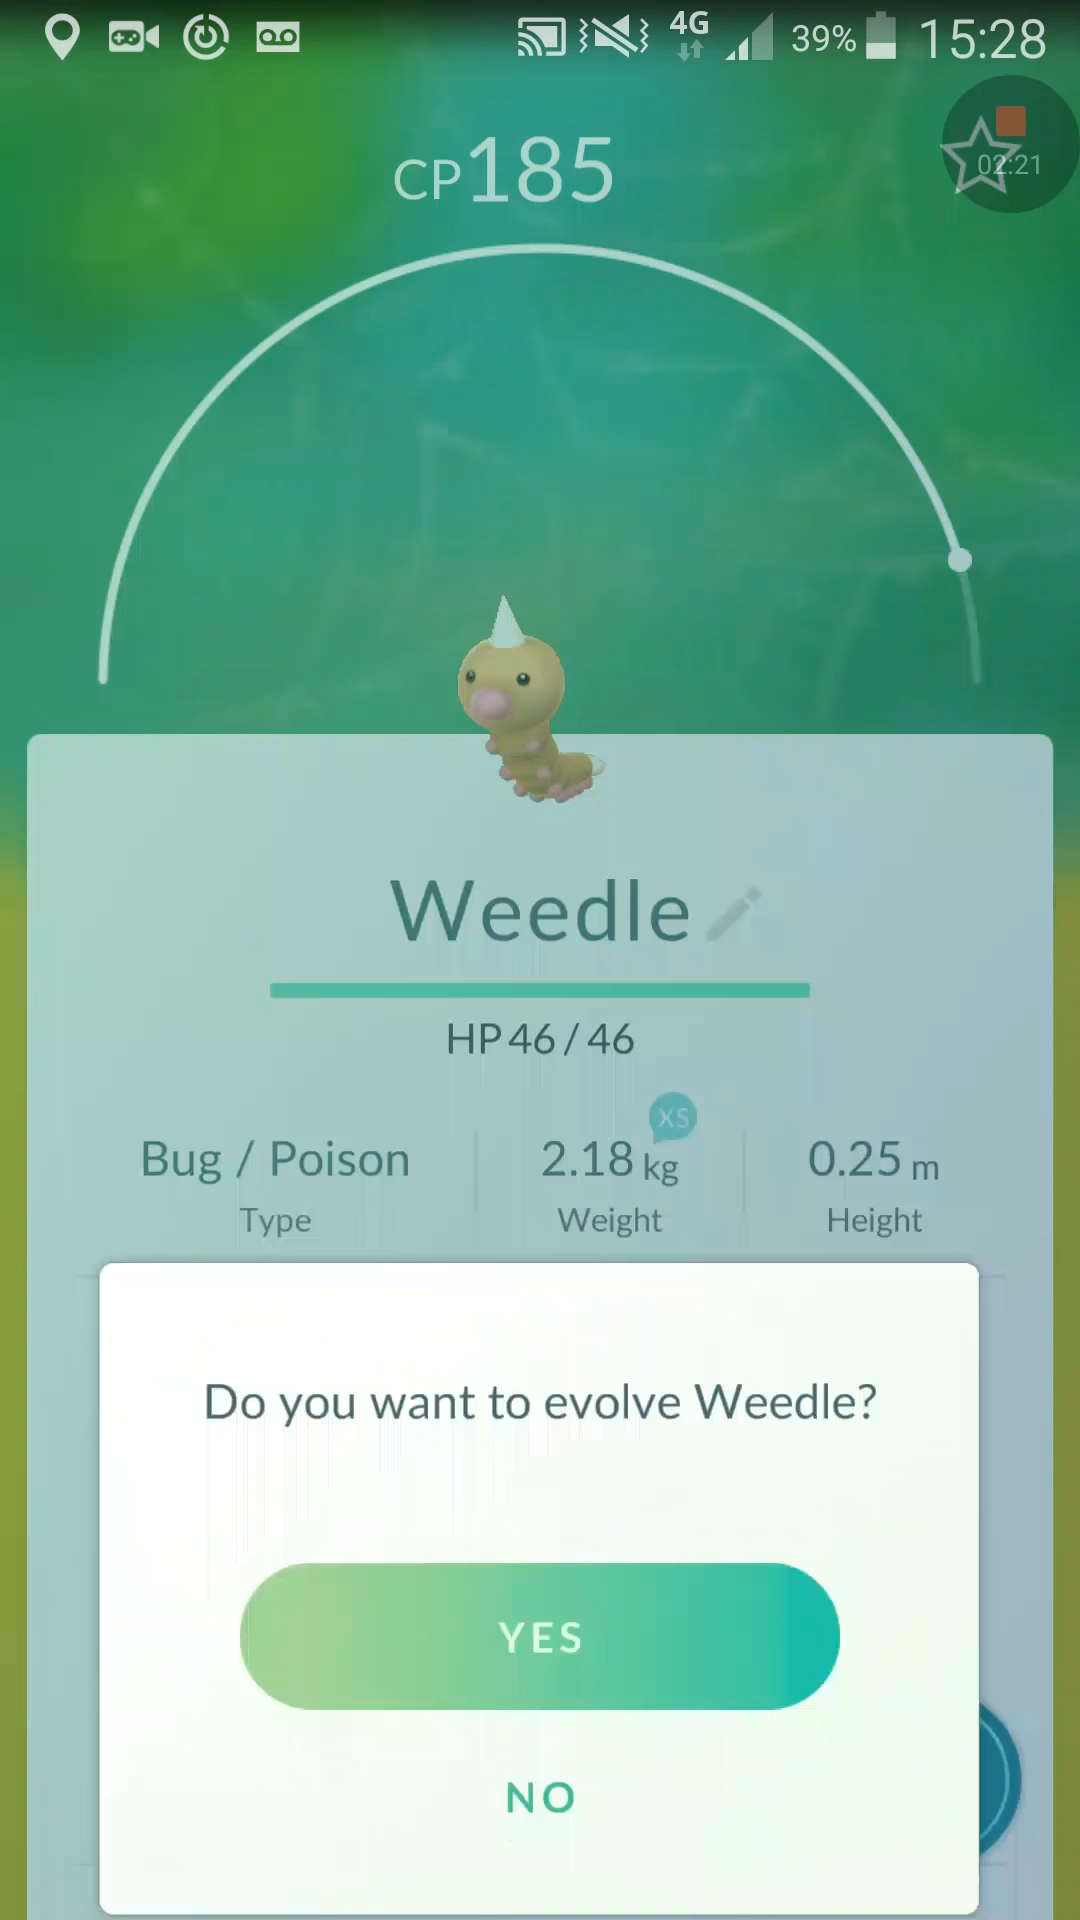 4G 39% 15:28
CP185
02:21
Weedle
HP 46 / 46
XS
Bug / Poison 2.18 kg 0.25 m
Type Weight Height
Do you want to evolve Weedle?
YES
NO